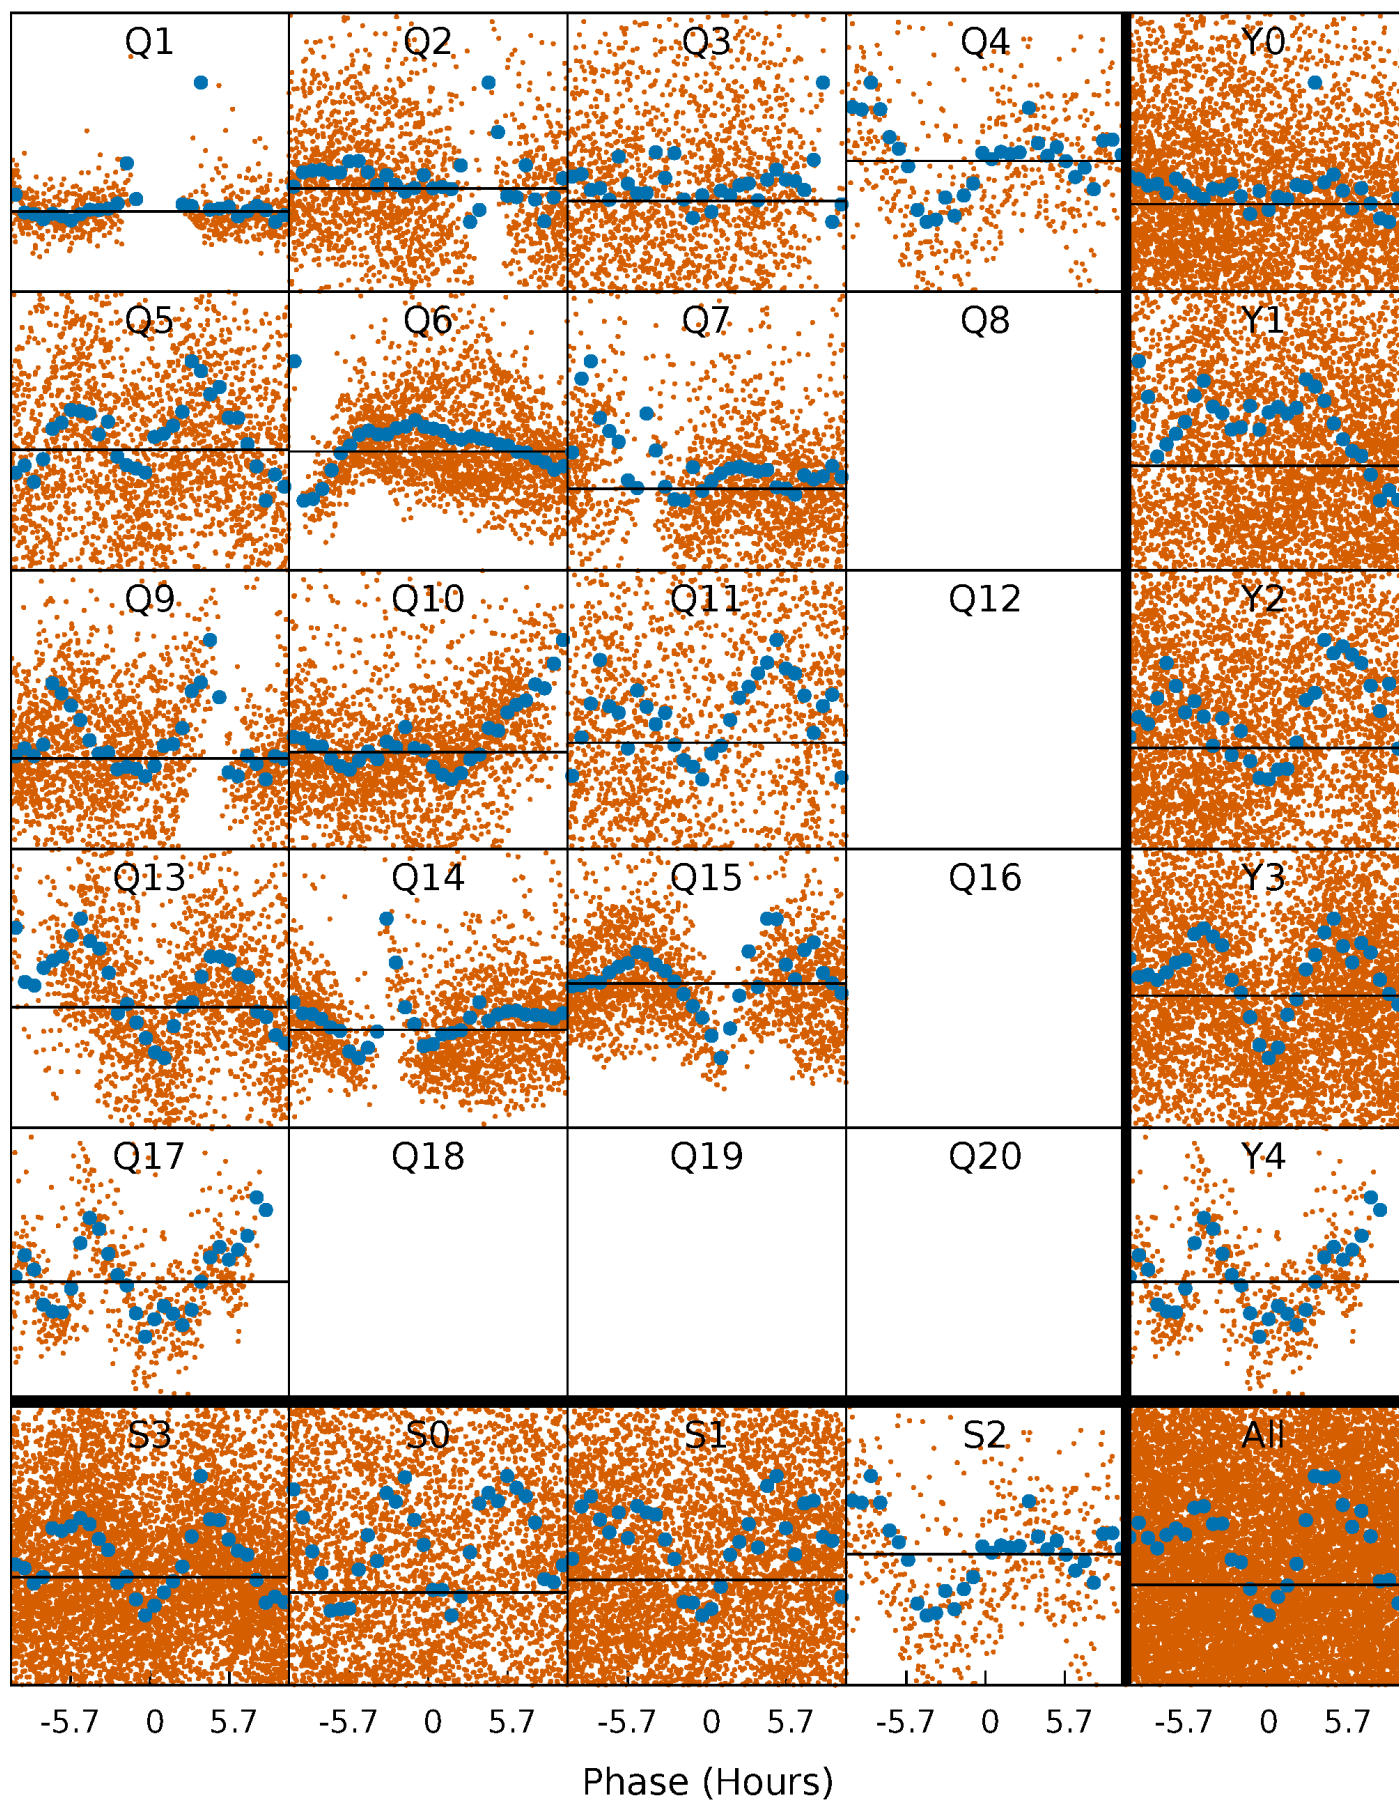 Q1 Q2 Q3 Q4 Y0
Q5 Q6 Q7 Q8 Y1
Q9 Q10 Q11 Q12 Y2
Q13 Q14 Q15 Q16 Y3
Q17 Q18 Q19 Q20 Y4
S3 S0 S1 S2 All
-5.7 0 5.7 -5.7 0 5.7 -5.7 0 5.7 -5.7 0 5.7 -5.7 0 5.7
Phase (Hours)